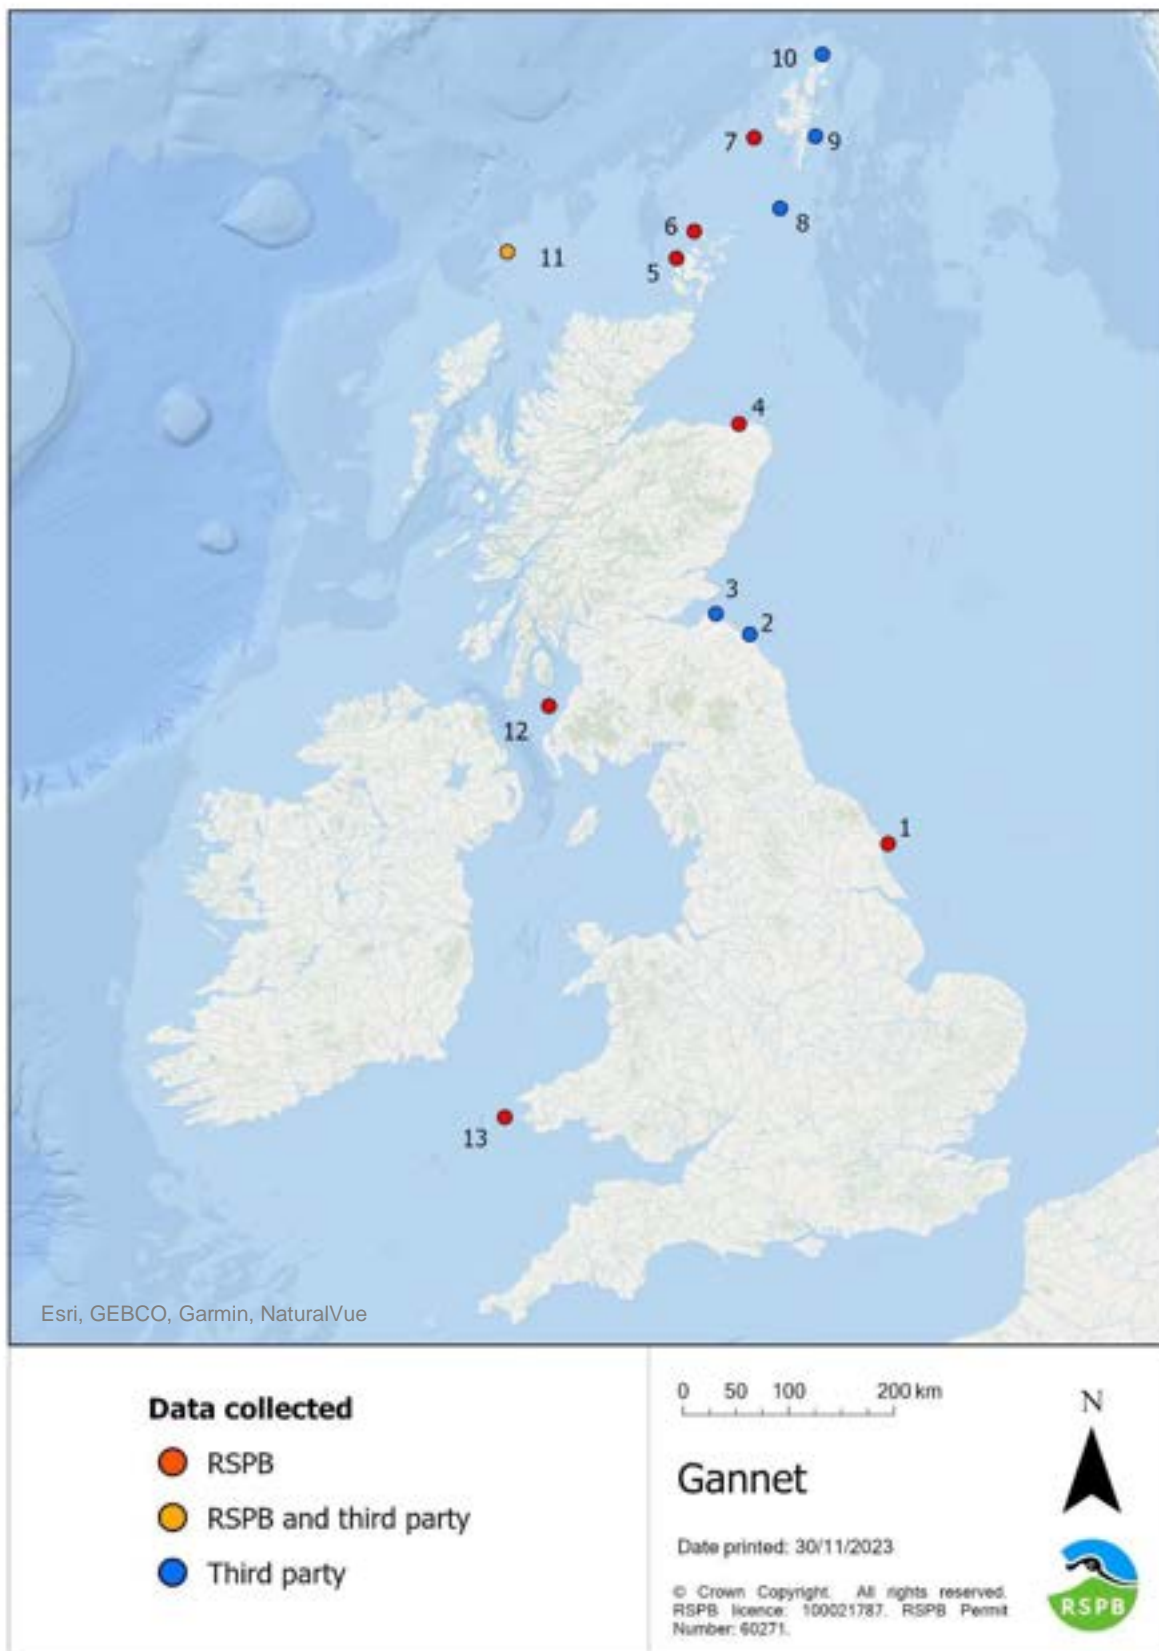 10
7
9
8
6
11
5
4
3
2
12
1
13
Esri, GEBCO, Garmin, NaturalVue
Data collected
RSPB
RSPB and third party
Third party
0 50 100 200 km
N
Gannet
Date printed: 30/11/2023
© Crown Copyright. All rights reserved.
RSPB licence: 100021787. RSPB Permit
Number: 60271.
RSPB